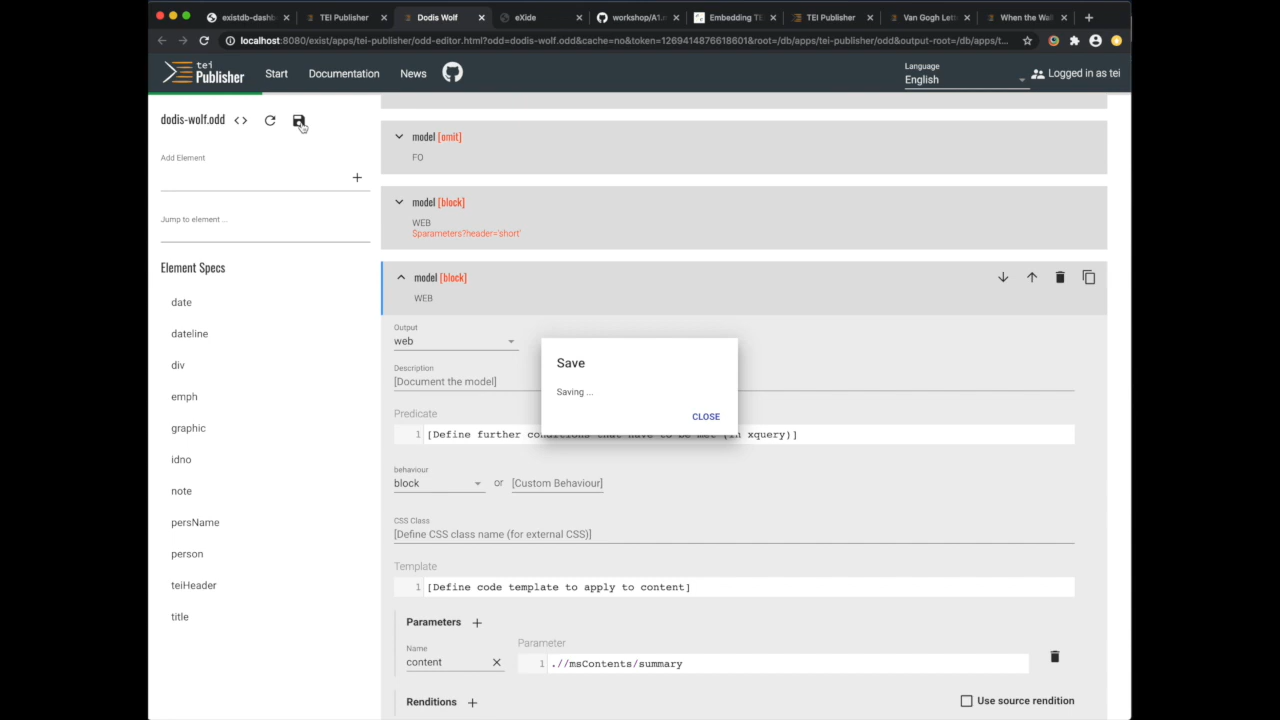 existdb-dashb
TEI Publisher
Dodis Wolf
eXide
workshop/A1.m
Embedding TE
TEI Publisher
Van Gogh Lett
When the Wa
localhost:8080/exist/apps/tei-publisher/odd-editor.html?odd=dodis-wolf.odd&cache=no&token=1269414876618601&root=/db/apps/tei-publisher/odd&output-root=/db/apps/t...
tei
Publisher
Start
Documentation
News
Language
English
Logged in as tei
dodis-wolf.odd
Add Element
Jump to element ...
Element Specs
date
dateline
div
emph
graphic
idno
note
persName
person
teiHeader
title
model [omit]
FO
model [block]
WEB
$parameters?header='short'
model [block]
WEB
Output
web
Description
[Document the model]
Predicate
1 [Define further conditions that have to be met (in xquery)]
behaviour
block or [Custom Behaviour]
CSS Class
[Define CSS class name (for external CSS)]
Template
1 [Define code template to apply to content]
Parameters
Name
content
Parameter
1 .//msContents/summary
Renditions
Use source rendition
Save
Saving ...
CLOSE